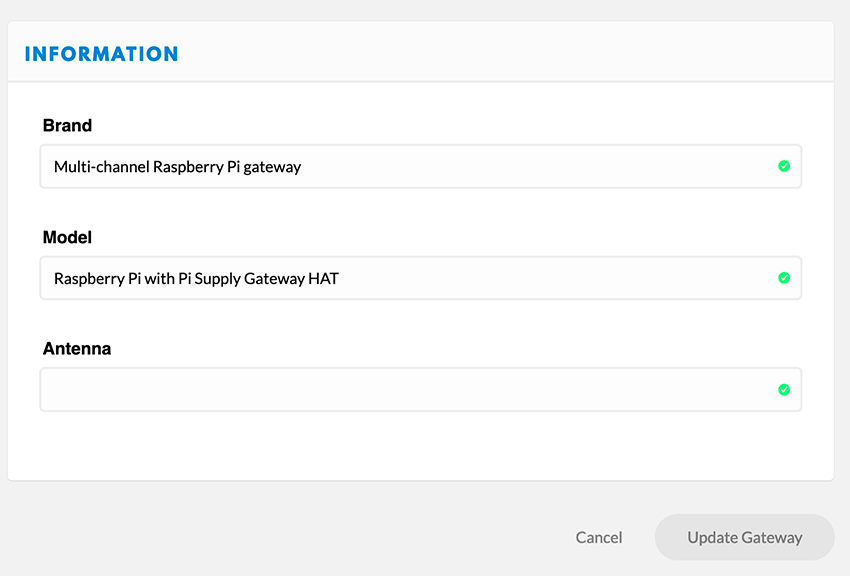 INFORMATION
Brand
Multi-channel Raspberry Pi gateway
Model
Raspberry Pi with Pi Supply Gateway HAT
Antenna
Cancel
Update Gateway